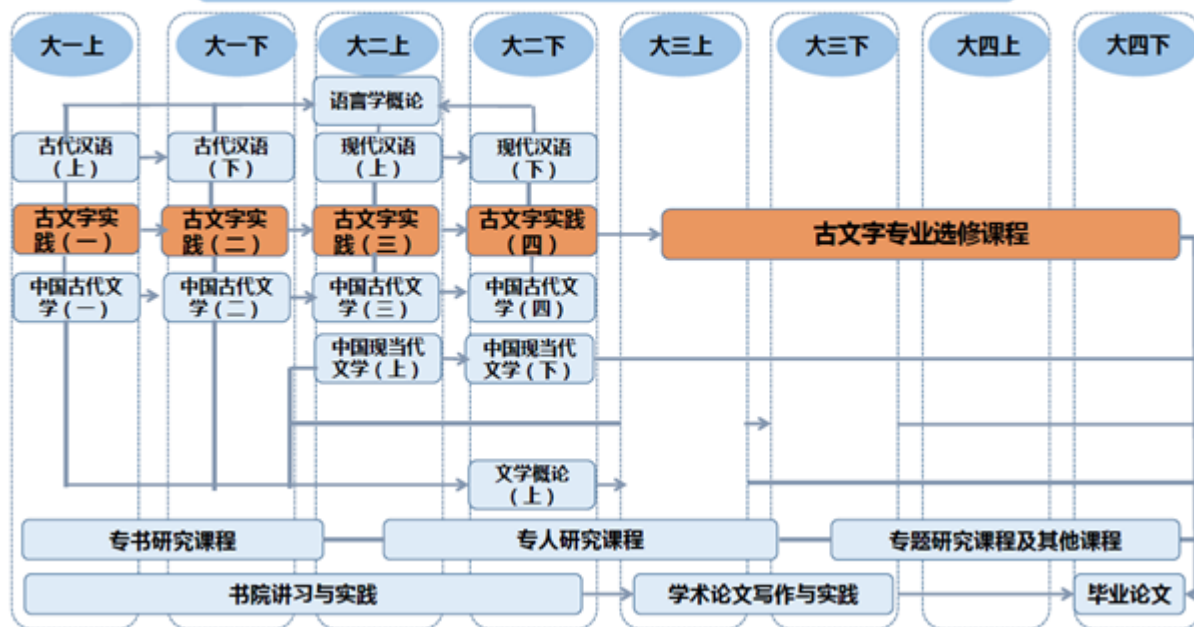 大一上
大一下
大二上
大二下
大三上
大三下
大四上
大四下
语言学概论
古代汉语
（上）
古代汉语
（下）
现代汉语
（上）
现代汉语
（下）
古文字实
践（一）
古文字实
践（二）
古文字实
践（三）
古文字实践
（四）
古文字专业选修课程
中国古代文
学（一）
中国古代文
学（二）
中国古代文
学（三）
中国古代文
学（四）
中国现当代
文学（上）
中国现当代
文学（下）
文学概论
（上）
专书研究课程
专人研究课程
专题研究课程及其他课程
书院讲习与实践
学术论文写作与实践
毕业论文